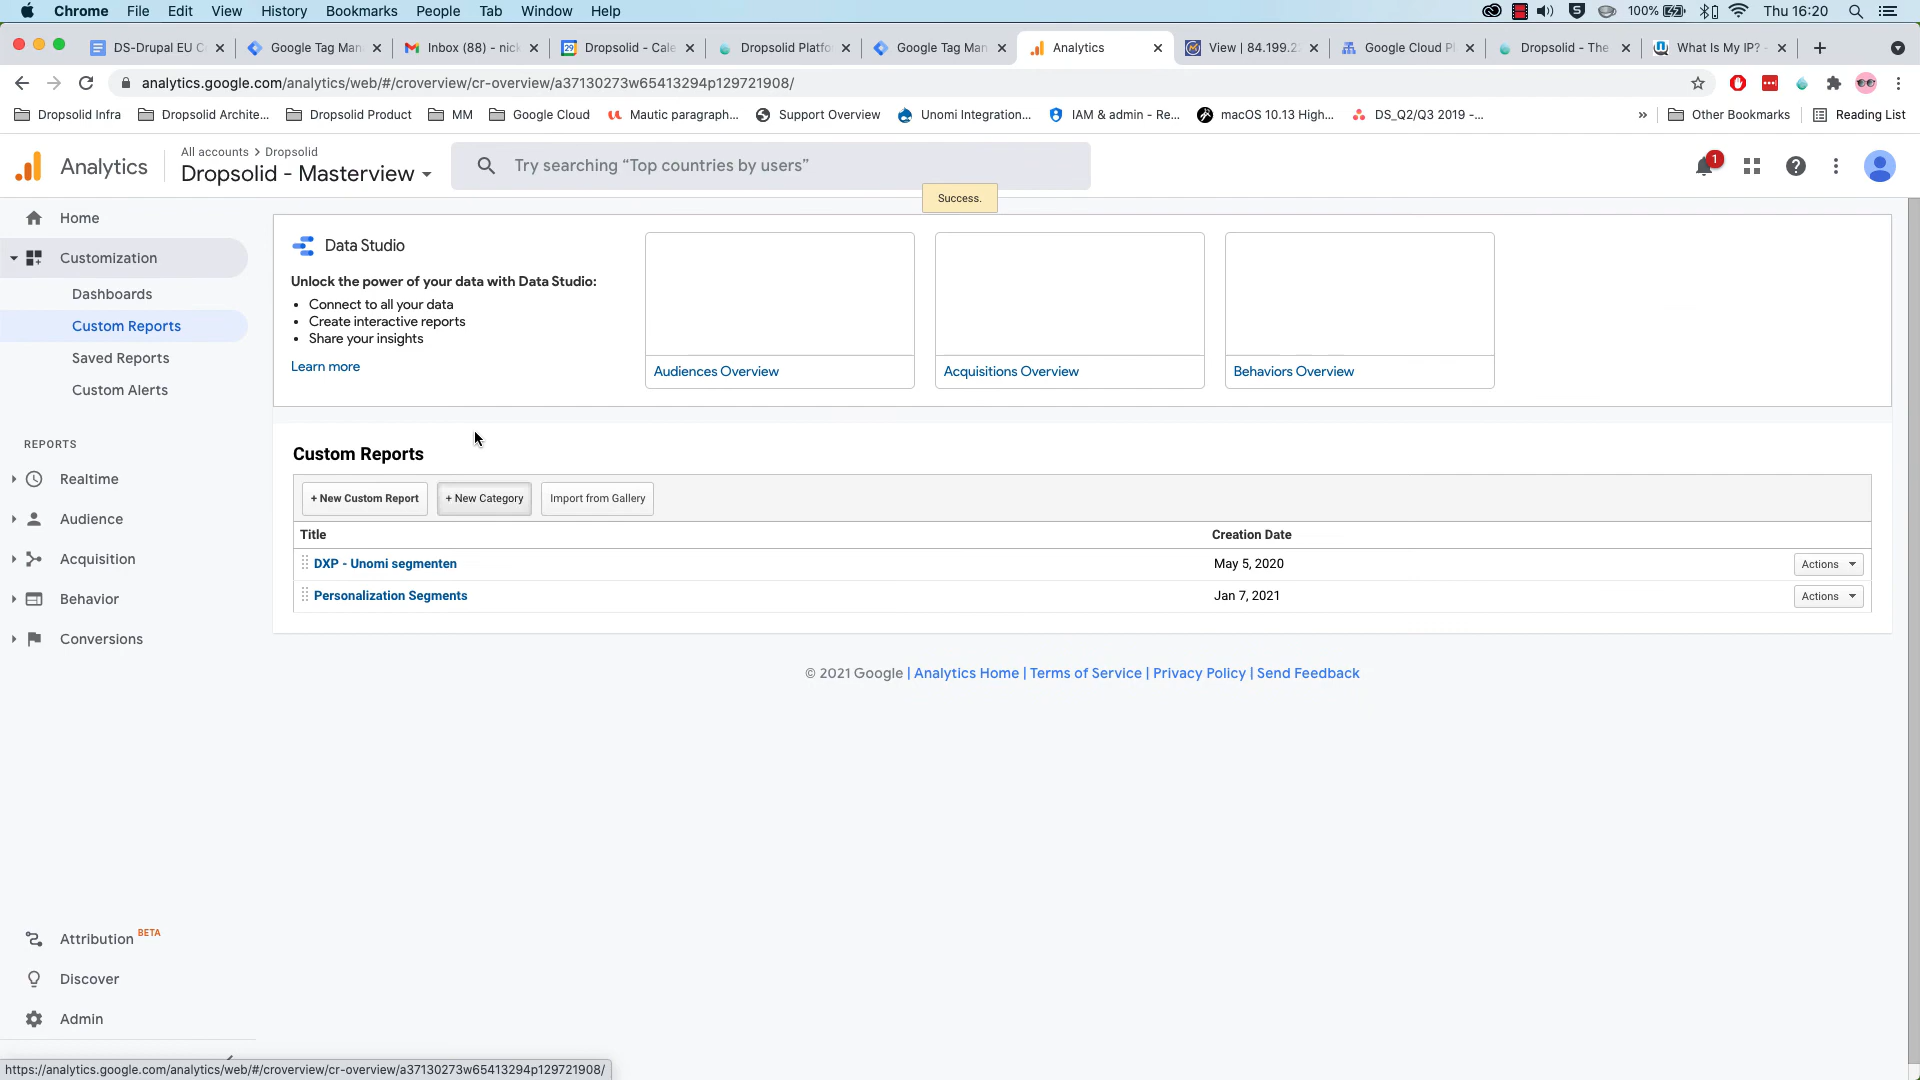 Chrome File Edit View History Bookmarks People Tab Window Help
100% Thu 16:20
DS-Drupal EU C
Google Tag Man
Inbox (88) - nick
29 Dropsolid - Cale
Dropsolid Platfo
Google Tag Man
Analytics
View | 84.199.2
Google Cloud Pl
Dropsolid - The
What Is My IP? -
analytics.google.com/analytics/web/#/croverview/cr-overview/a37130273w65413294p129721908/
Dropsolid Infra
Dropsolid Archite...
Dropsolid Product
MM
Google Cloud
Mautic paragraph...
Support Overview
Unomi Integration...
IAM & admin - Re...
macOS 10.13 High...
DS_Q2/Q3 2019 -...
»
Other Bookmarks
Reading List
Analytics
All accounts > Dropsolid
Dropsolid - Masterview
Try searching “Top countries by users”
1
Success.
Home
Customization
Dashboards
Custom Reports
Saved Reports
Custom Alerts
REPORTS
Realtime
Audience
Acquisition
Behavior
Conversions
Attribution BETA
Discover
Admin
Data Studio
Unlock the power of your data with Data Studio:
• Connect to all your data
• Create interactive reports
• Share your insights
Learn more
Audiences Overview
Acquisitions Overview
Behaviors Overview
Custom Reports
+ New Custom Report
+ New Category
Import from Gallery
Title Creation Date
DXP - Unomi segmenten May 5, 2020 Actions
Personalization Segments Jan 7, 2021 Actions
© 2021 Google | Analytics Home | Terms of Service | Privacy Policy | Send Feedback
https://analytics.google.com/analytics/web/#/croverview/cr-overview/a37130273w65413294p129721908/